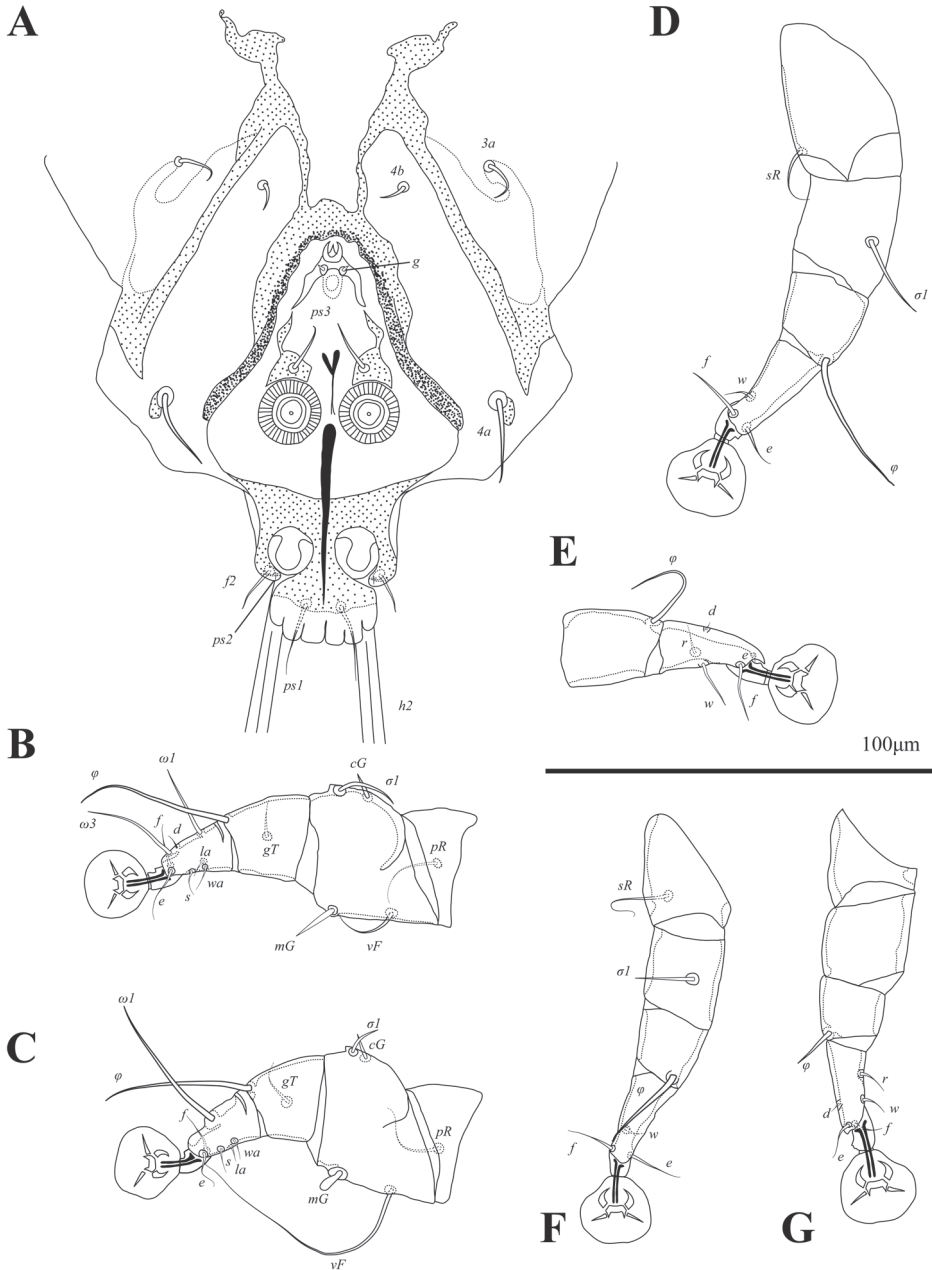 A
3a
4b
g
ps3
4a
f2
ps2
ps1
h2
D
sR
σ1
f
w
e
φ
E
φ
d
r
e
w
f
100μm
B
φ
ω1
cG
σ1
ω3
f
d
la
gT
pR
e
s
wa
mG
vF
C
ω1
σ1
cG
φ
gT
f
pR
wa
s
la
e
mG
vF
F
sR
σ1
φ
w
f
e
G
φ
r
d
w
f
e